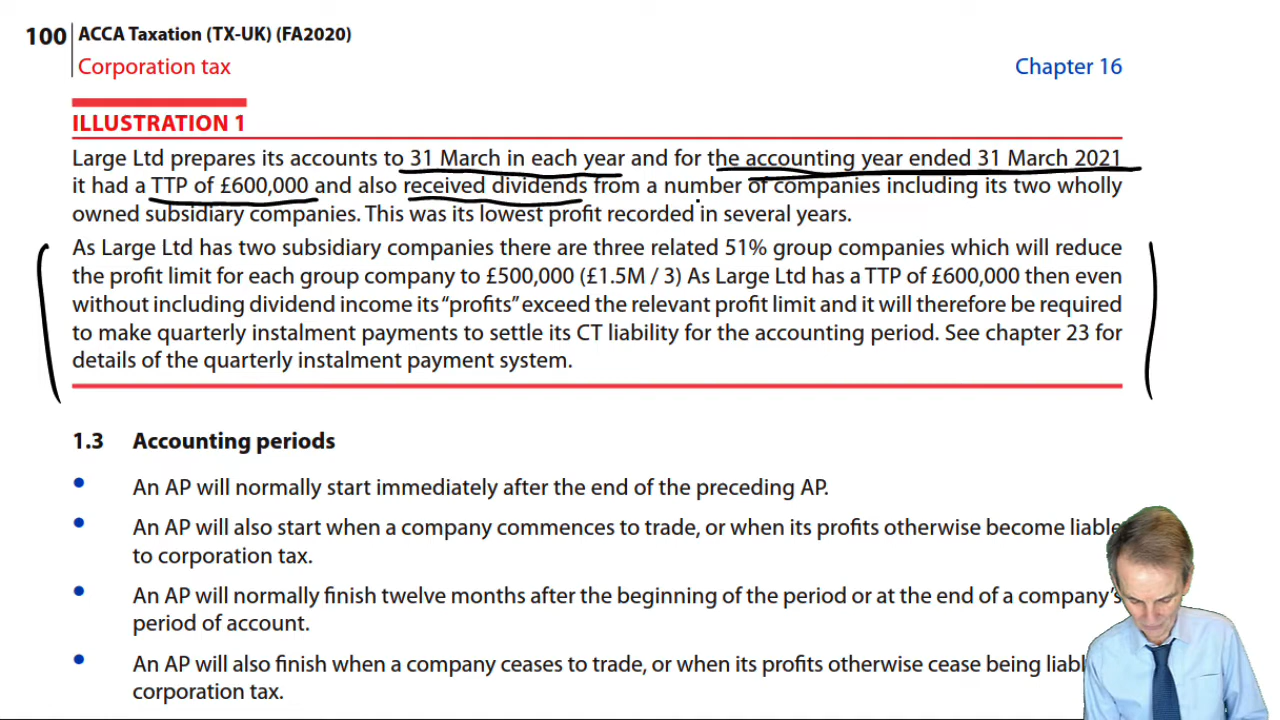 100 ACCA Taxation (TX-UK) (FA2020)
Corporation tax Chapter 16
ILLUSTRATION 1
Large Ltd prepares its accounts to 31 March in each year and for the accounting year ended 31 March 2021
it had a TTP of £600,000 and also received dividends from a number of companies including its two wholly
owned subsidiary companies. This was its lowest profit recorded in several years.
As Large Ltd has two subsidiary companies there are three related 51% group companies which will reduce
the profit limit for each group company to £500,000 (£1.5M / 3) As Large Ltd has a TTP of £600,000 then even
without including dividend income its “profits” exceed the relevant profit limit and it will therefore be required
to make quarterly instalment payments to settle its CT liability for the accounting period. See chapter 23 for
details of the quarterly instalment payment system.
1.3 Accounting periods
• An AP will normally start immediately after the end of the preceding AP.
• An AP will also start when a company commences to trade, or when its profits otherwise become liable
to corporation tax.
• An AP will normally finish twelve months after the beginning of the period or at the end of a company's
period of account.
• An AP will also finish when a company ceases to trade, or when its profits otherwise cease being
corporation tax.